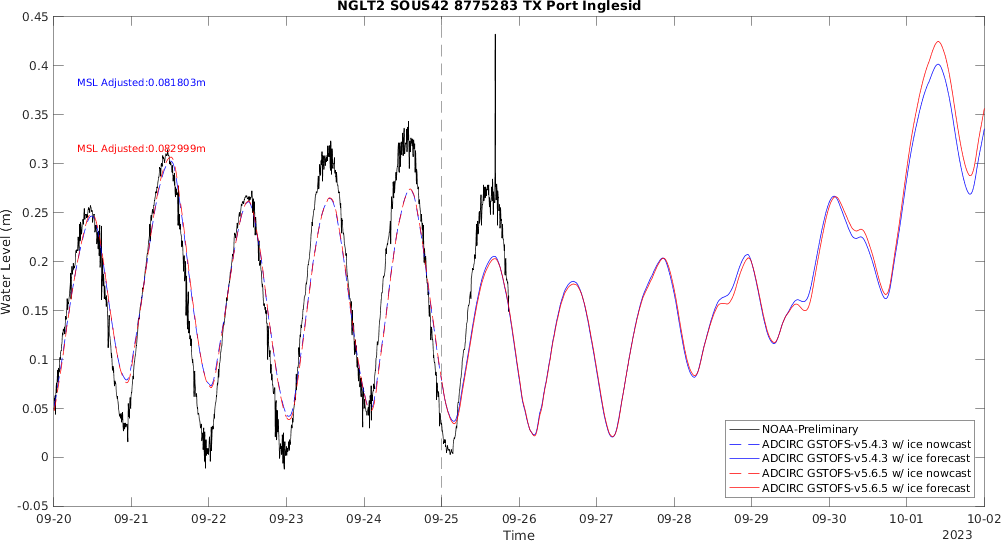 NGLT2 SOUS42 8775283 TX Port Inglesid
0.45
0.4
0.35
0.3
0.25
0.2
0.15
0.1
0.05
0
-0.05
Water Level (m)
MSL Adjusted:0.081803m
MSL Adjusted:0.082999m
NOAA-Preliminary
ADCIRC GSTOFS-v5.4.3 w/ ice nowcast
ADCIRC GSTOFS-v5.4.3 w/ ice forecast
ADCIRC GSTOFS-v5.6.5 w/ ice nowcast
ADCIRC GSTOFS-v5.6.5 w/ ice forecast
09-20 09-21 09-22 09-23 09-24 09-25 09-26 09-27 09-28 09-29 09-30 10-01 10-02
Time
2023